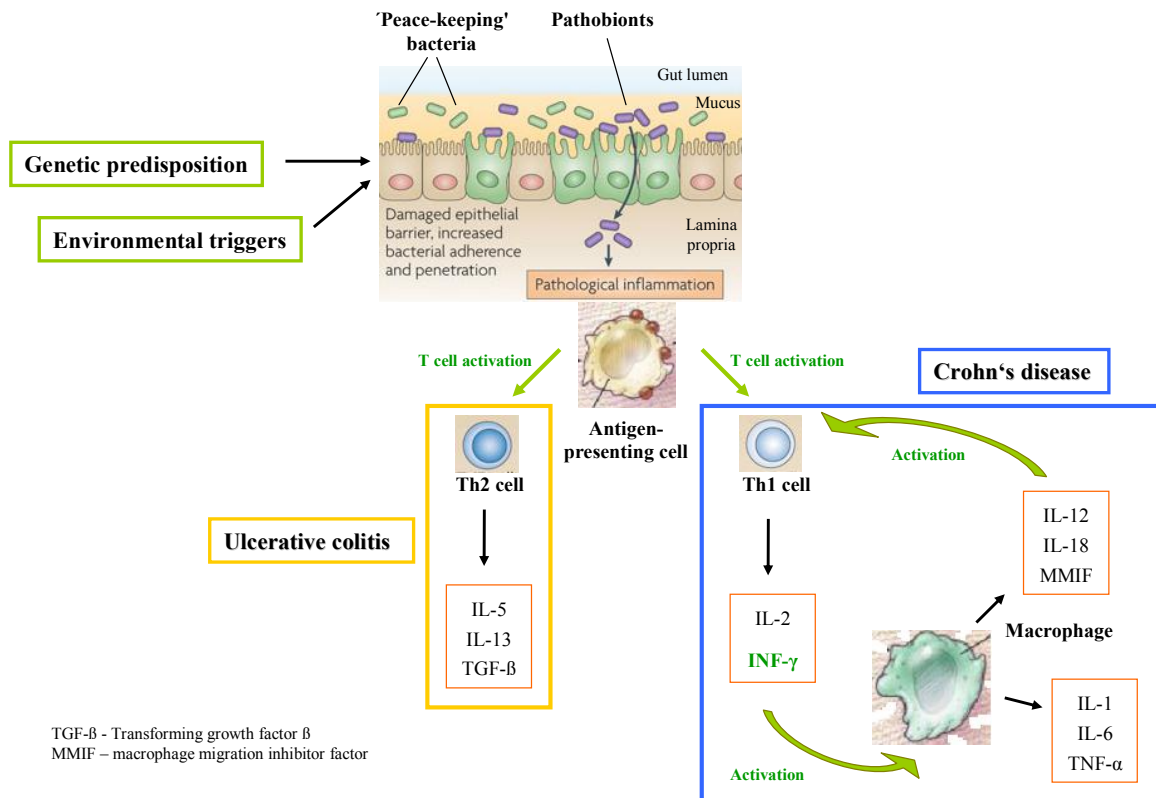 'Peace-keeping'
bacteria
Pathobionts
Gut lumen
Mucus
Genetic predisposition
Environmental triggers
Damaged epithelial
barrier, increased
bacterial adherence
and penetration
Lamina
propria
Pathological inflammation
T cell activation
T cell activation
Crohn‘s disease
Antigen-
presenting cell
Th2 cell
Th1 cell
Activation
Ulcerative colitis
IL-12
IL-18
MMIF
IL-5
IL-13
TGF-ß
IL-2
INF-γ
Macrophage
IL-1
IL-6
TNF-α
Activation
TGF-ß - Transforming growth factor ß
MMIF – macrophage migration inhibitor factor